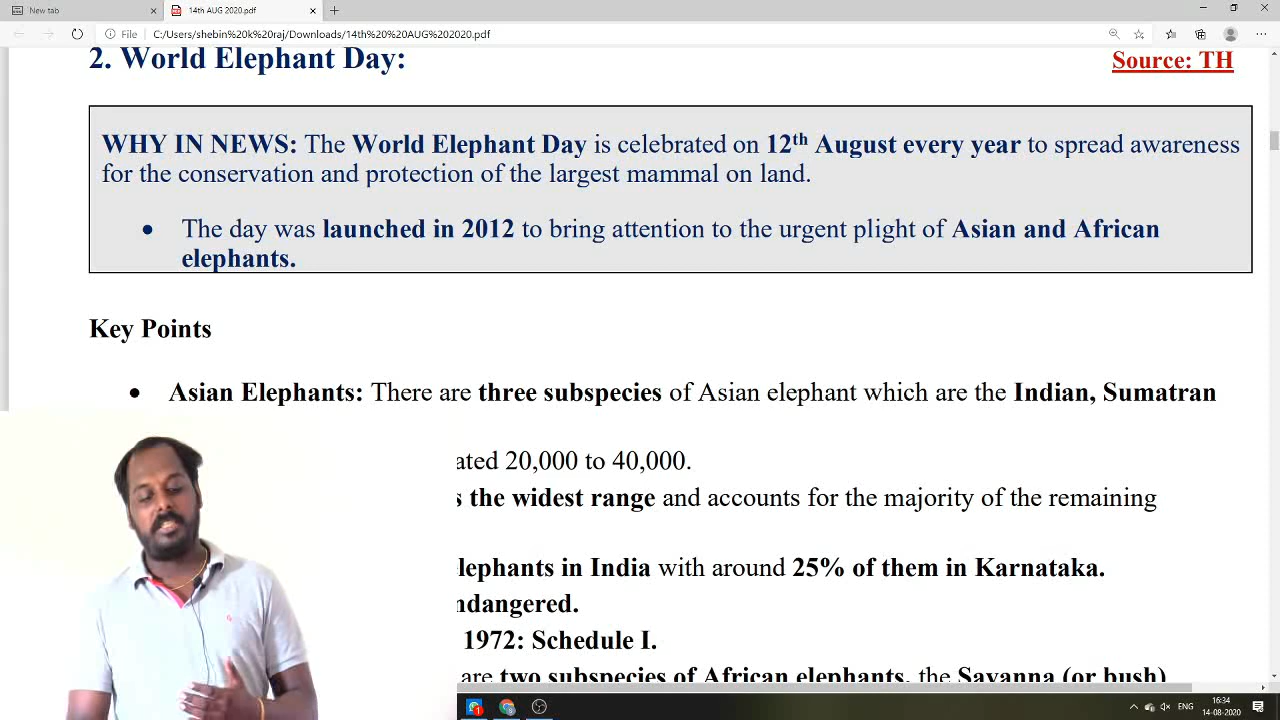 New tab
14th AUG 2020.pdf
File
C:/Users/shebin%20k%20raj/Downloads/14th%20%20AUG%202020.pdf
2. World Elephant Day:
Source: TH
WHY IN NEWS: The World Elephant Day is celebrated on 12th August every year to spread awareness
for the conservation and protection of the largest mammal on land.
• The day was launched in 2012 to bring attention to the urgent plight of Asian and African
elephants.
Key Points
• Asian Elephants: There are three subspecies of Asian elephant which are the Indian, Sumatran
ated 20,000 to 40,000.
s the widest range and accounts for the majority of the remaining
lephants in India with around 25% of them in Karnataka.
ndangered.
1972: Schedule I.
are two subspecies of African elephants, the Savanna (or bush)
ENG
16:34
14-08-2020